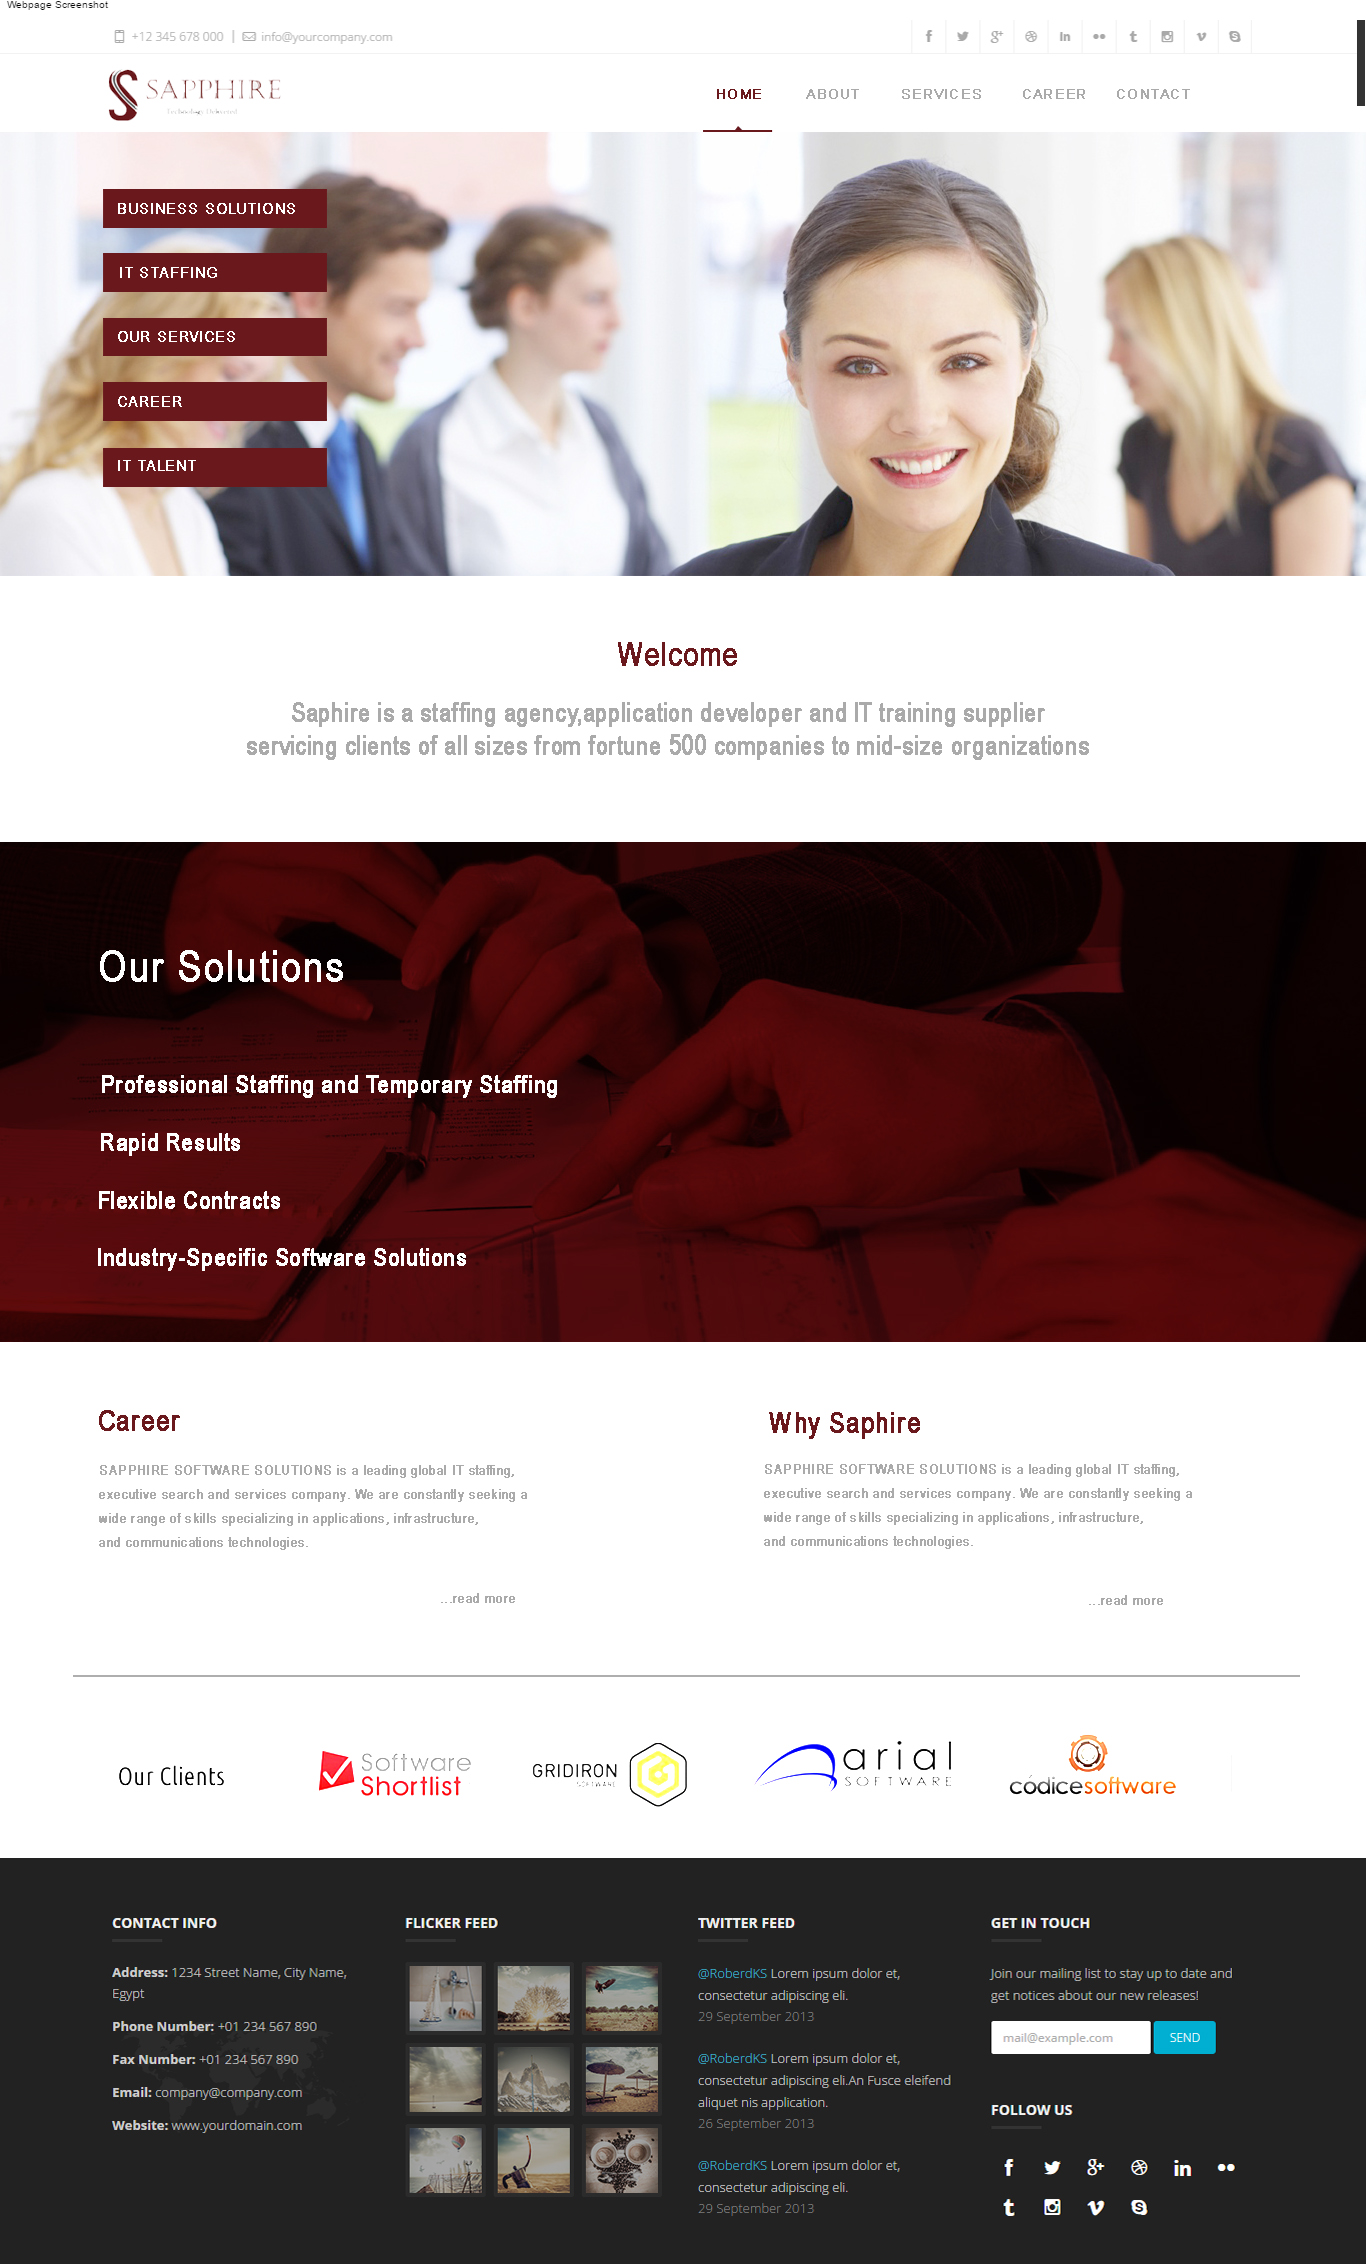 Webpage Screenshot
+12 345 678 000 | info@yourcompany.com
SAPPHIRE
Technology Delivered
HOME ABOUT SERVICES CAREER CONTACT
BUSINESS SOLUTIONS
IT STAFFING
OUR SERVICES
CAREER
IT TALENT
Welcome
Saphire is a staffing agency,application developer and IT training supplier
servicing clients of all sizes from fortune 500 companies to mid-size organizations
Our Solutions
Professional Staffing and Temporary Staffing
Rapid Results
Flexible Contracts
Industry-Specific Software Solutions
Career
SAPPHIRE SOFTWARE SOLUTIONS is a leading global IT staffing,
executive search and services company. We are constantly seeking a
wide range of skills specializing in applications, infrastructure,
and communications technologies.
...read more
Why Saphire
SAPPHIRE SOFTWARE SOLUTIONS is a leading global IT staffing,
executive search and services company. We are constantly seeking a
wide range of skills specializing in applications, infrastructure,
and communications technologies.
...read more
Our Clients
Software
Shortlist
GRIDIRON
SOFTWARE
arial
SOFTWARE
códicesoftware
CONTACT INFO
Address: 1234 Street Name, City Name,
Egypt
Phone Number: +01 234 567 890
Fax Number: +01 234 567 890
Email: company@company.com
Website: www.yourdomain.com
FLICKER FEED
TWITTER FEED
@RoberdKS Lorem ipsum dolor et,
consectetur adipiscing eli.
29 September 2013
@RoberdKS Lorem ipsum dolor et,
consectetur adipiscing eli.An Fusce eleifend
aliquet nis application.
26 September 2013
@RoberdKS Lorem ipsum dolor et,
consectetur adipiscing eli.
29 September 2013
GET IN TOUCH
Join our mailing list to stay up to date and
get notices about our new releases!
mail@example.com SEND
FOLLOW US